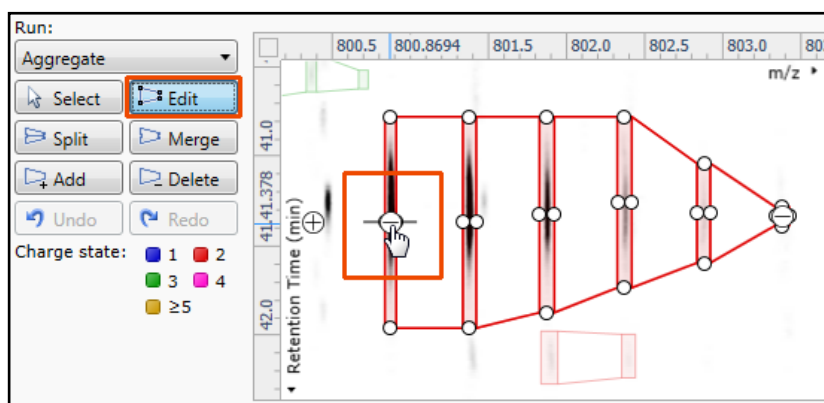 Run:
Aggregate
Select
Edit
Split
Merge
Add
Delete
Undo
Redo
Charge state:
1
2
3
4
≥5
800.5 800.8694 801.5 802.0 802.5 803.0 80
m/z
41.0
41.378
41
42.0
Retention Time (min)